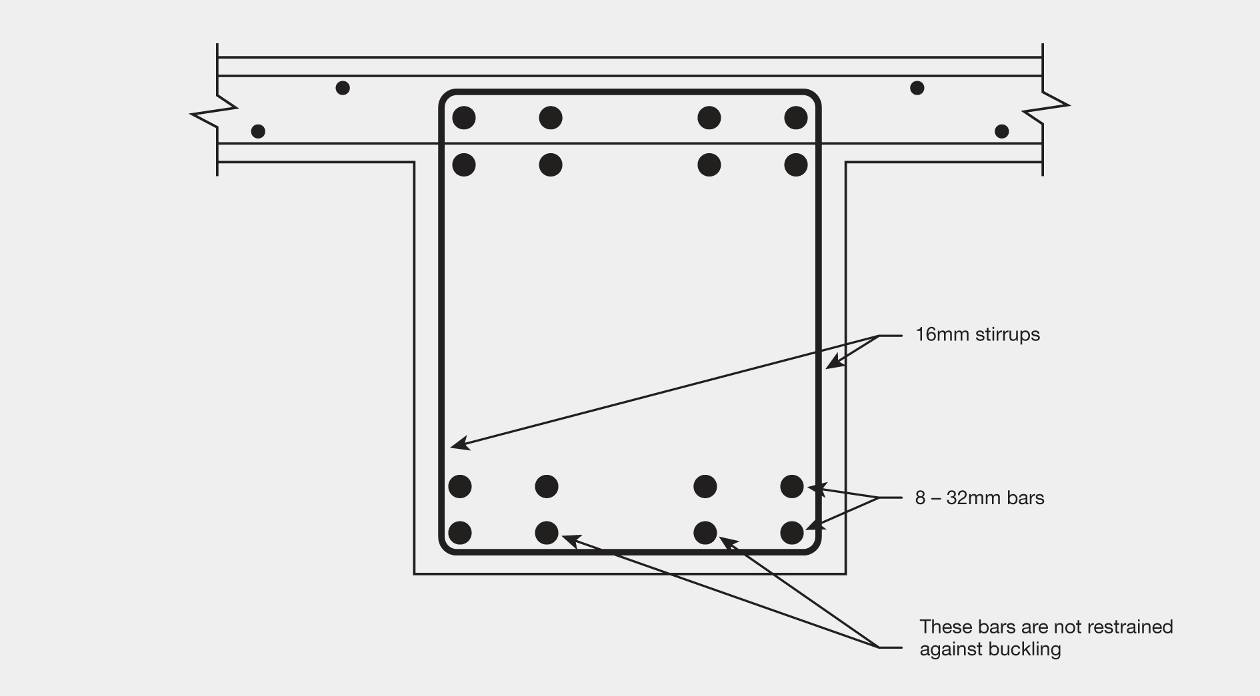 16mm stirrups
8 – 32mm bars
These bars are not restrained
against buckling